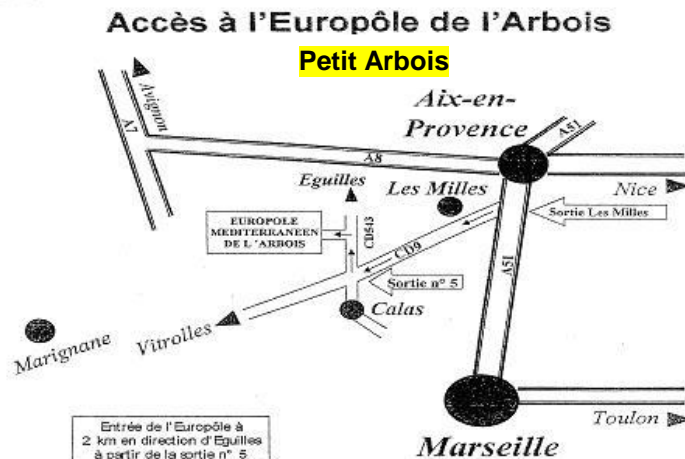 Accès à l'Europôle de l'Arbois
Petit Arbois
Avignon
A7
Aix-en-
Provence
A51
A8
Eguilles
Les Milles
Nice
Sortie Les Milles
EUROPOLE
MEDITERRANEEN
DE L 'ARBOIS
CD543
CD9
A51
Sortie n° 5
Calas
Marignane
Vitrolles
Toulon
Marseille
Entrée de l'Europôle à
2 km en direction d'Eguilles
à partir de la sortie n° 5